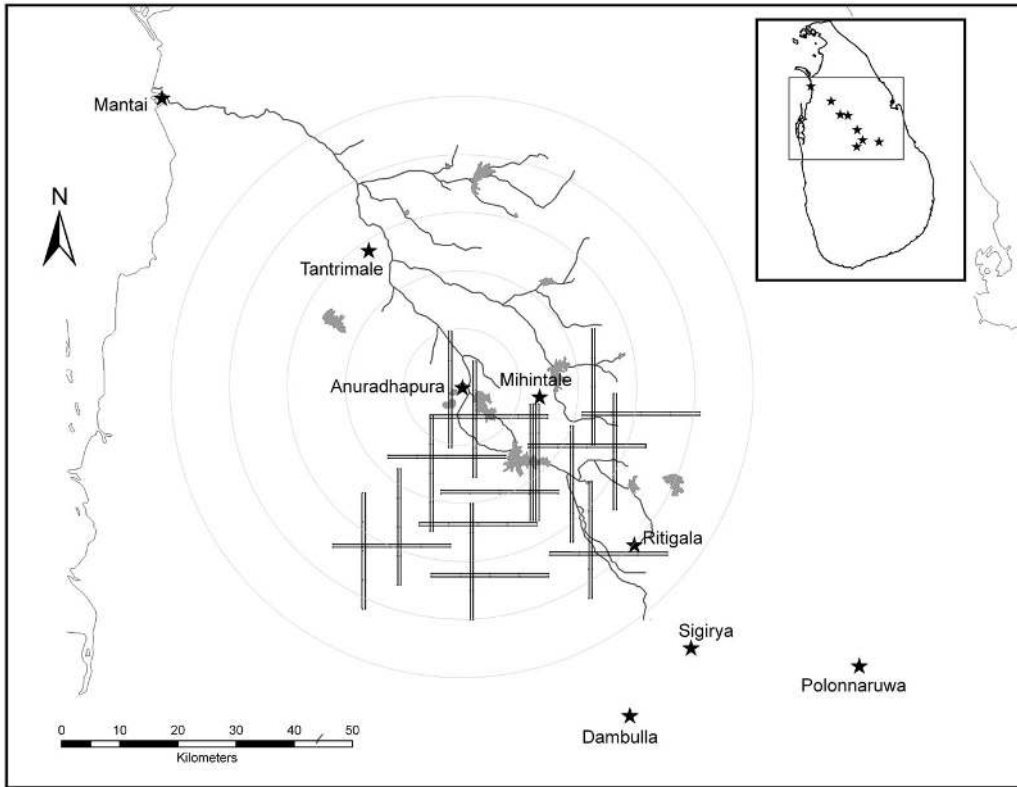 Mantai
N
Tantrimale
Anuradhapura
Mihintale
Ritigala
Sigirya
Polonnaruwa
Dambulla
0 10 20 30 40 50
Kilometers